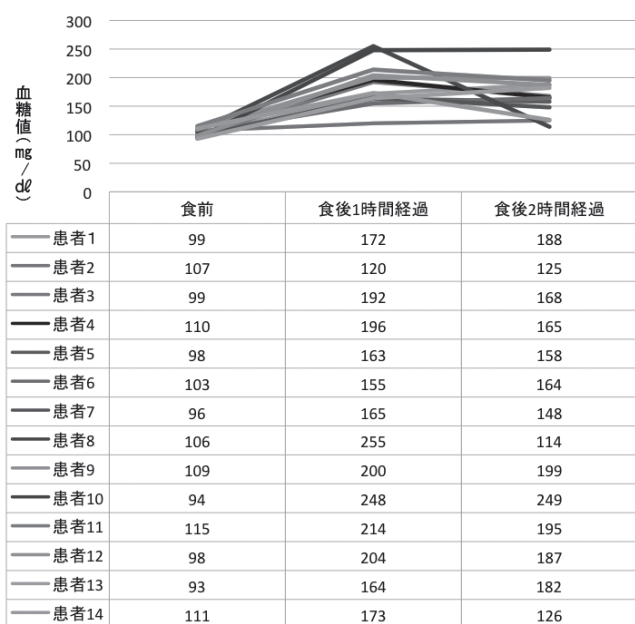 血糖値(㎎/㎗)
300
250
200
150
100
50
0
食前 食後1時間経過 食後2時間経過
患者1 99 172 188
患者2 107 120 125
患者3 99 192 168
患者4 110 196 165
患者5 98 163 158
患者6 103 155 164
患者7 96 165 148
患者8 106 255 114
患者9 109 200 199
患者10 94 248 249
患者11 115 214 195
患者12 98 204 187
患者13 93 164 182
患者14 111 173 126